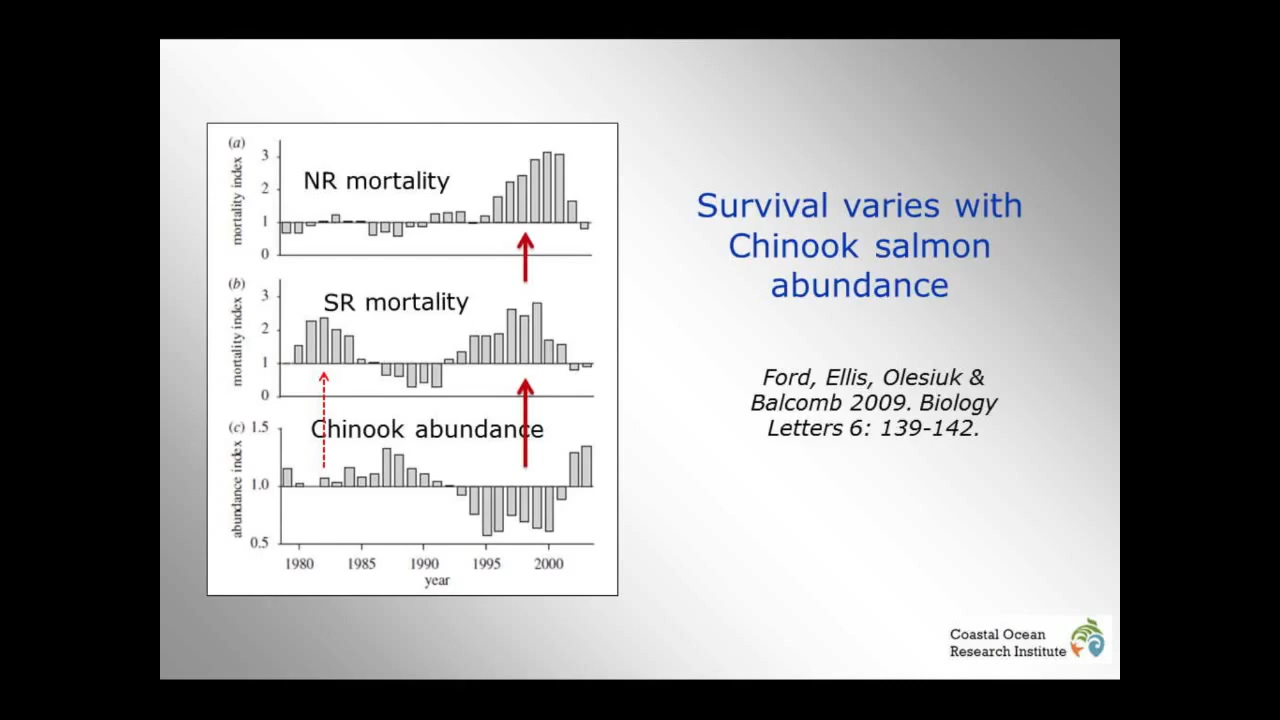 (a)
mortality index
3
2
1
0
NR mortality
(b)
mortality index
3
2
1
0
SR mortality
(c)
abundance index
1.5
1.0
0.5
Chinook abundance
1980 1985 1990 1995 2000
year
Survival varies with
Chinook salmon
abundance
Ford, Ellis, Olesiuk &
Balcomb 2009. Biology
Letters 6: 139-142.
Coastal Ocean
Research Institute